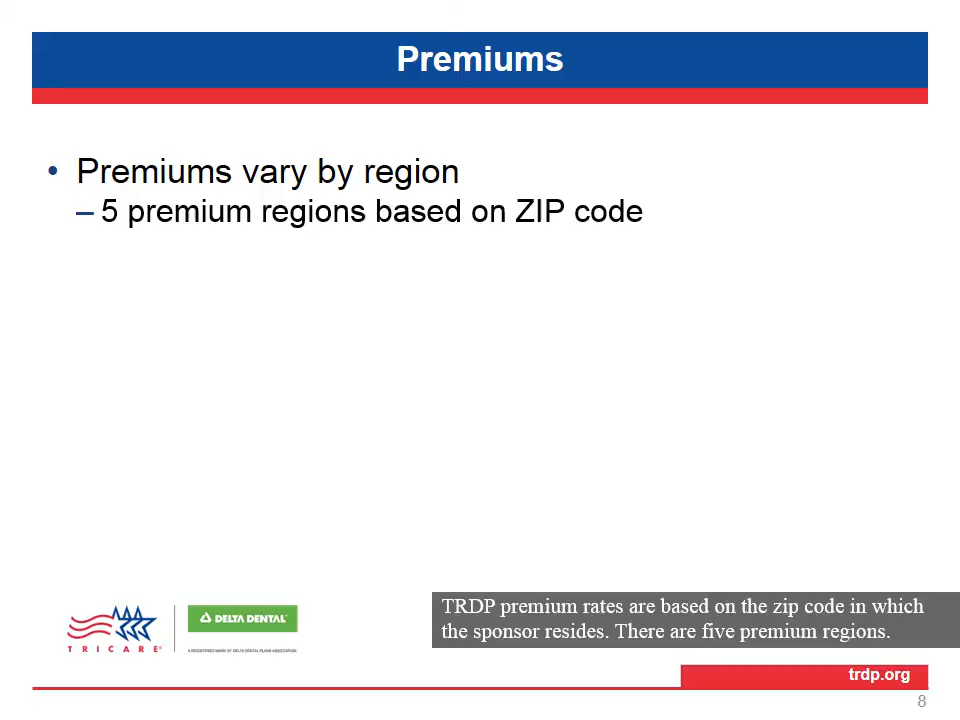 Premiums
• Premiums vary by region
– 5 premium regions based on ZIP code
TRICARE®
DELTA DENTAL®
A REGISTERED MARK OF DELTA DENTAL PLANS ASSOCIATION
TRDP premium rates are based on the zip code in which
the sponsor resides. There are five premium regions.
trdp.org
8